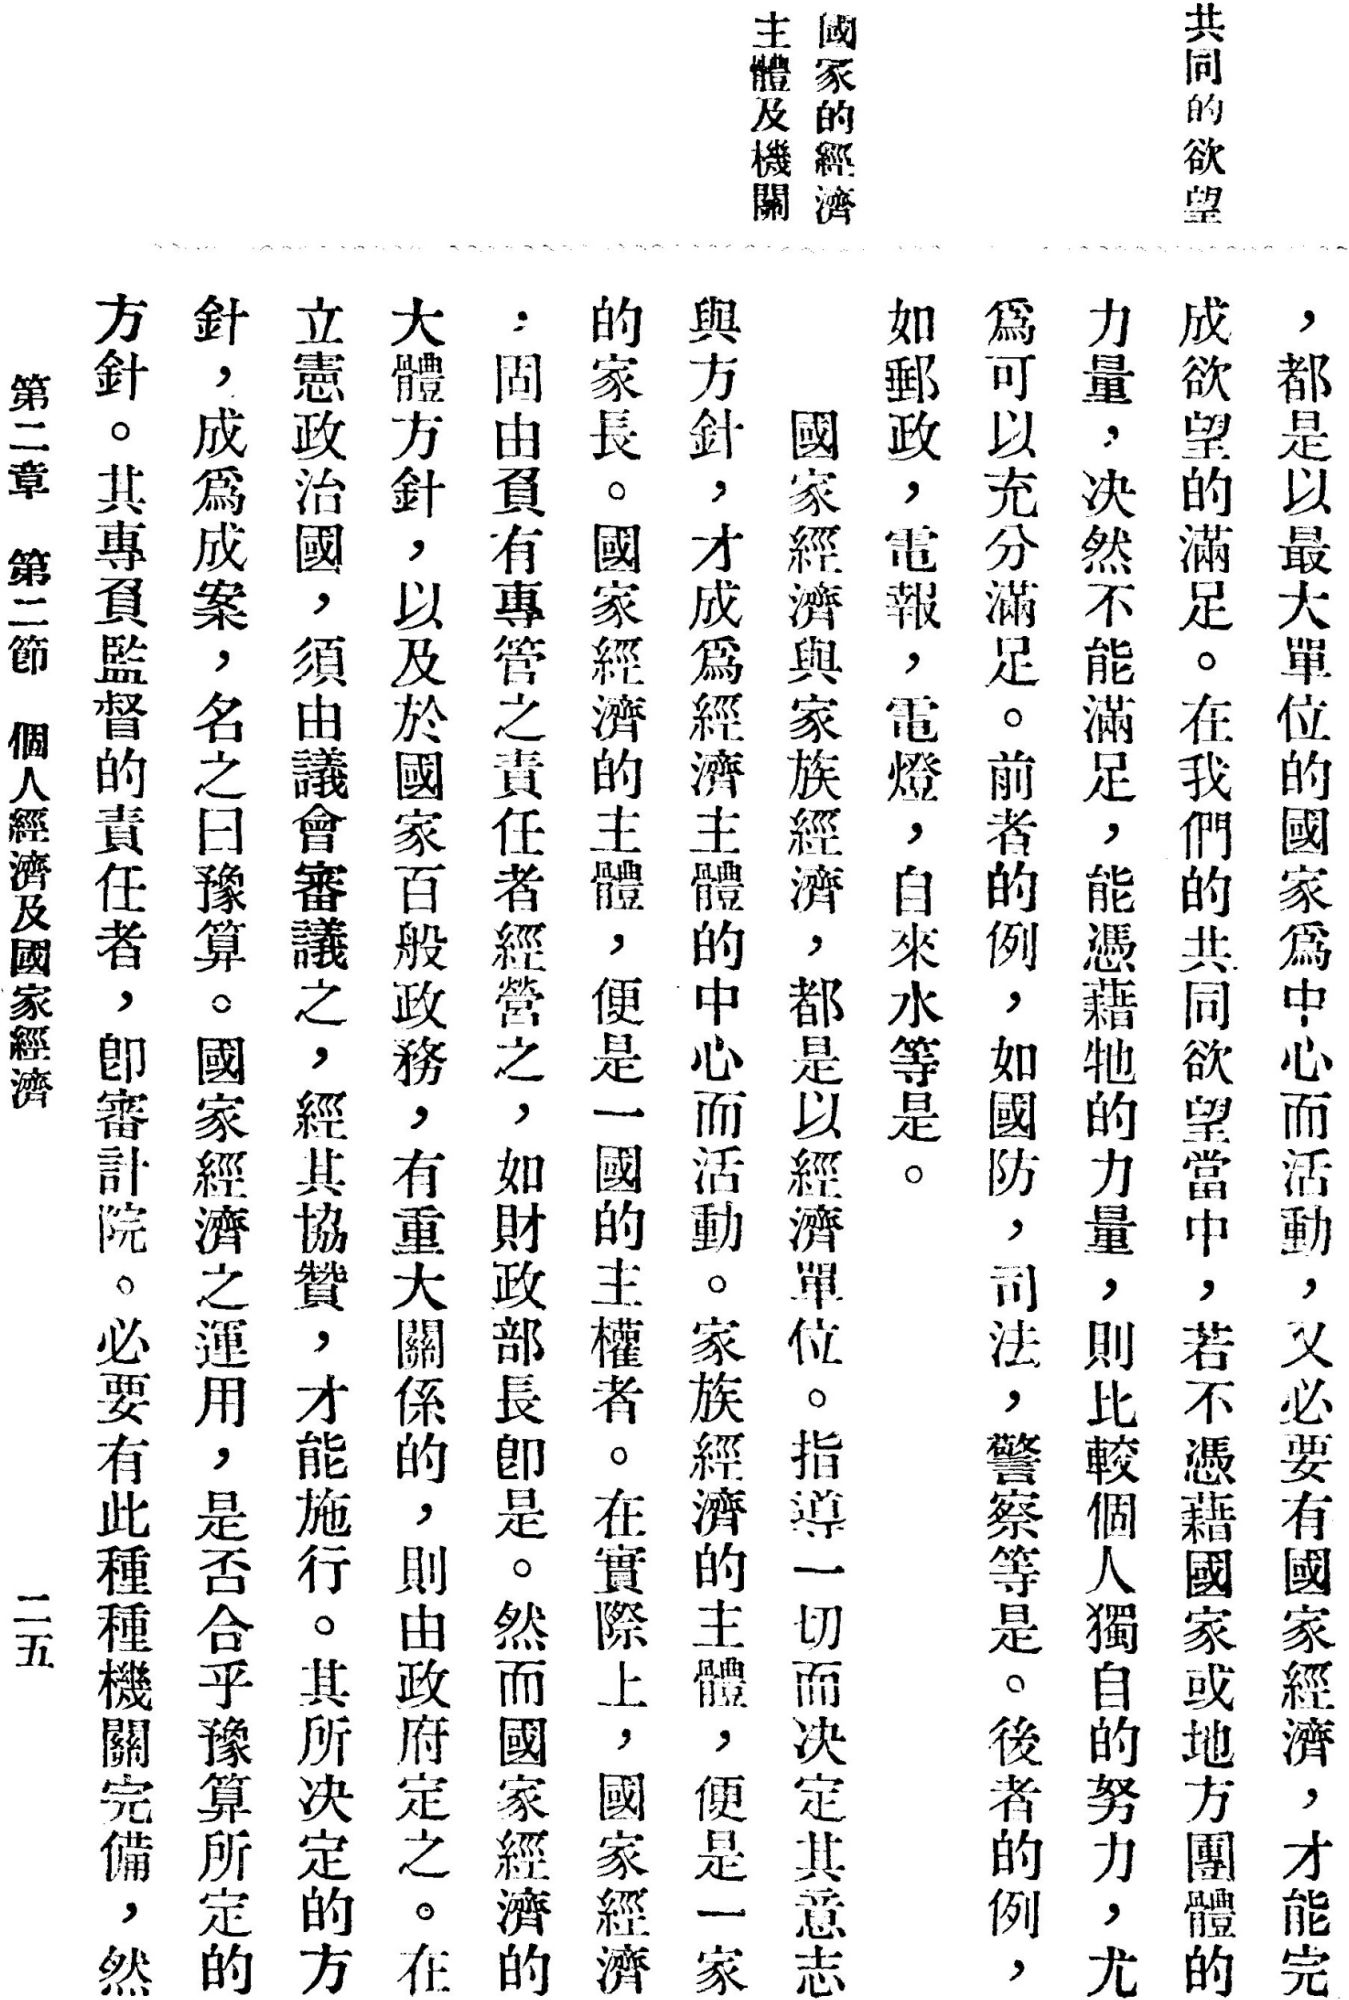 共同的欲望
國家的經濟
主體及機關
，都是以最大單位的國家爲中心而活動，又必要有國家經濟，才能完
成欲望的滿足。在我們的共同欲望當中，若不憑藉國家或地方團體的
力量，決然不能滿足，能憑藉牠的力量，則比較個人獨自的努力，尤
爲可以充分滿足。前者的例，如國防，司法，警察等是。後者的例，
如郵政，電報，電燈，自來水等是。
國家經濟與家族經濟，都是以經濟單位。指導一切而決定其意志
與方針，才成爲經濟主體的中心而活動。家族經濟的主體，便是一家
的家長。國家經濟的主體，便是一國的主權者。在實際上，國家經濟
，固由負有專管之責任者經營之，如財政部長卽是。然而國家經濟的
大體方針，以及於國家百般政務，有重大關係的，則由政府定之。在
立憲政治國，須由議會審議之，經其協贊，才能施行。其所決定的方
針，成爲成案，名之曰豫算。國家經濟之運用，是否合乎豫算所定的
方針。其專負監督的責任者，卽審計院。必要有此種種機關完備，然
第二章　第二節　個人經濟及國家經濟　二五